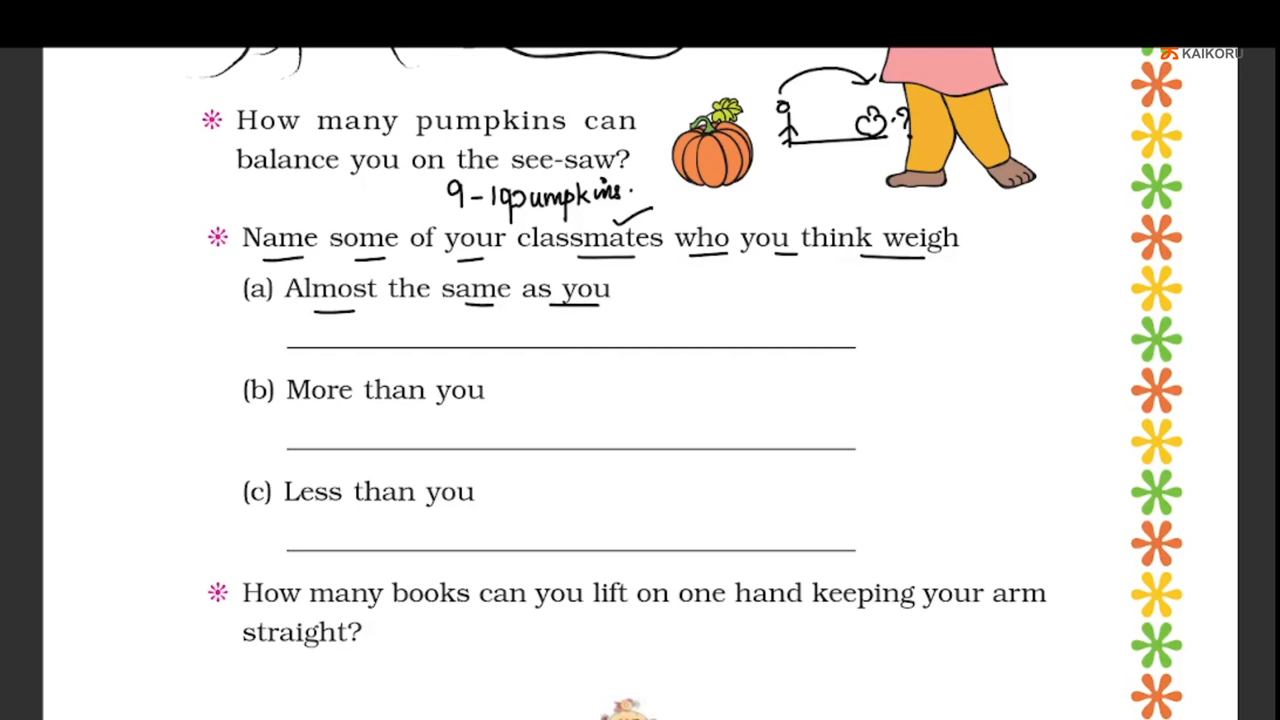 KAIKORU
How many pumpkins can
balance you on the see-saw?
9-10pumpkins.
Name some of your classmates who you think weigh
(a) Almost the same as you
(b) More than you
(c) Less than you
How many books can you lift on one hand keeping your arm
straight?